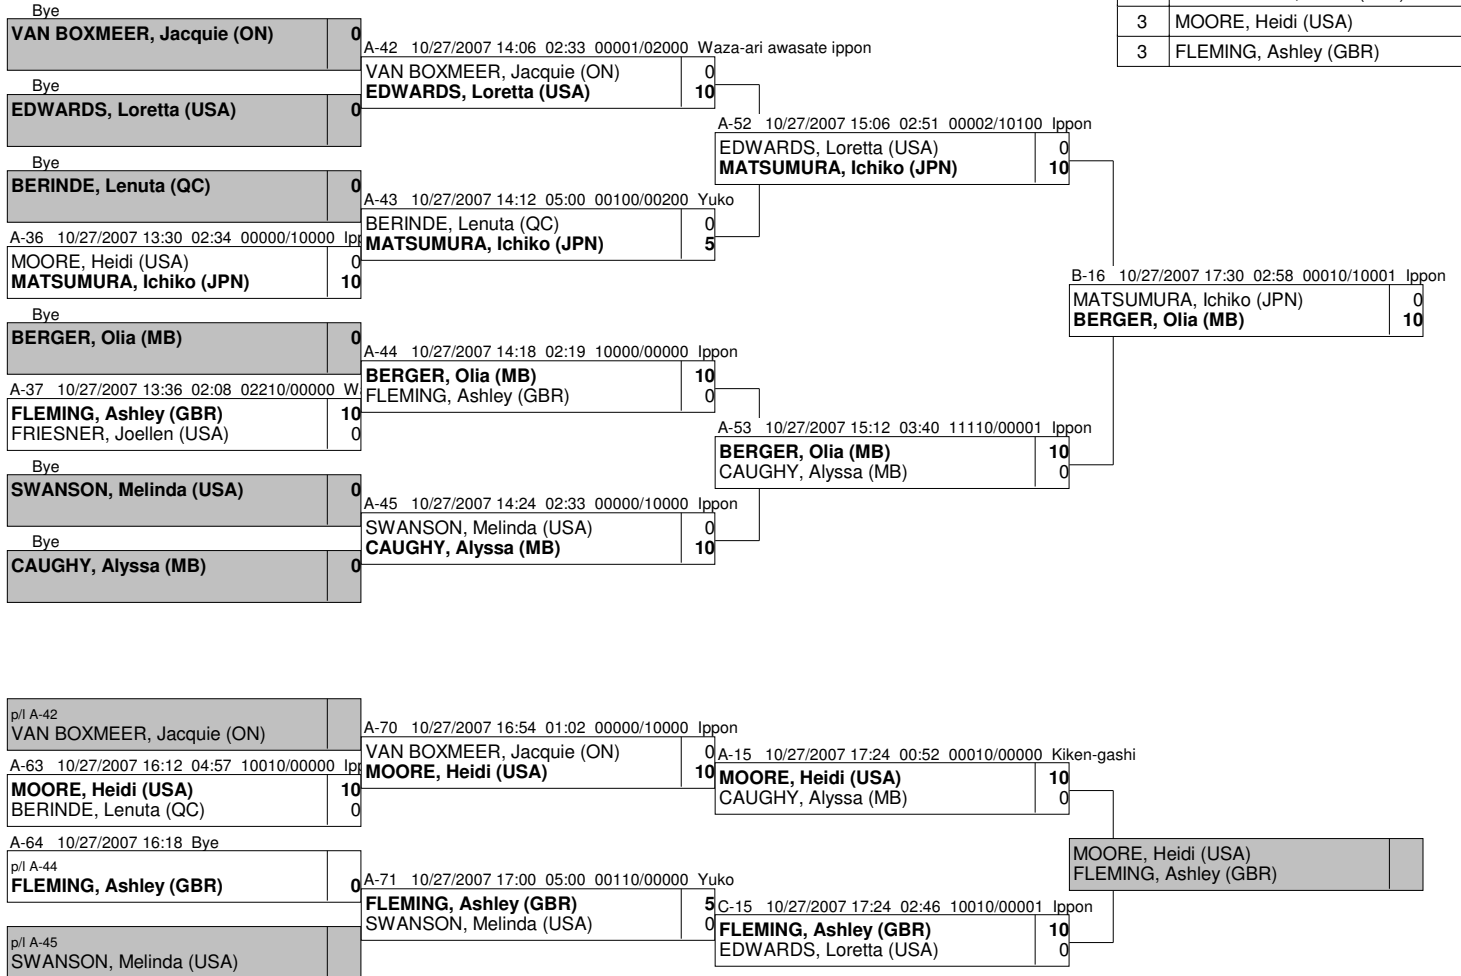 3 MOORE, Heidi (USA)
3 FLEMING, Ashley (GBR)
Bye
VAN BOXMEER, Jacquie (ON) 0
Bye
EDWARDS, Loretta (USA) 0
Bye
BERINDE, Lenuta (QC) 0
A-36 10/27/2007 13:30 02:34 00000/10000
MOORE, Heidi (USA) 0
MATSUMURA, Ichiko (JPN) 10
Bye
BERGER, Olia (MB) 0
A-37 10/27/2007 13:36 02:08 02210/00000
FLEMING, Ashley (GBR) 10
FRIESNER, Joellen (USA) 0
Bye
SWANSON, Melinda (USA) 0
Bye
CAUGHY, Alyssa (MB) 0
A-42 10/27/2007 14:06 02:33 00001/02000 Waza-ari awasate ippon
VAN BOXMEER, Jacquie (ON) 0
EDWARDS, Loretta (USA) 10
A-43 10/27/2007 14:12 05:00 00100/00200 Yuko
BERINDE, Lenuta (QC) 0
MATSUMURA, Ichiko (JPN) 5
A-44 10/27/2007 14:18 02:19 10000/00000 Ippon
BERGER, Olia (MB) 10
FLEMING, Ashley (GBR) 0
A-45 10/27/2007 14:24 02:33 00000/10000 Ippon
SWANSON, Melinda (USA) 0
CAUGHY, Alyssa (MB) 10
A-52 10/27/2007 15:06 02:51 00002/10100 Ippon
EDWARDS, Loretta (USA) 0
MATSUMURA, Ichiko (JPN) 10
A-53 10/27/2007 15:12 03:40 11110/00001 Ippon
BERGER, Olia (MB) 10
CAUGHY, Alyssa (MB) 0
B-16 10/27/2007 17:30 02:58 00010/10001 Ippon
MATSUMURA, Ichiko (JPN) 0
BERGER, Olia (MB) 10
p/l A-42
VAN BOXMEER, Jacquie (ON)
A-63 10/27/2007 16:12 04:57 10010/00000
MOORE, Heidi (USA) 10
BERINDE, Lenuta (QC) 0
A-64 10/27/2007 16:18 Bye
p/l A-44
FLEMING, Ashley (GBR) 0
p/l A-45
SWANSON, Melinda (USA)
A-70 10/27/2007 16:54 01:02 00000/10000 Ippon
VAN BOXMEER, Jacquie (ON) 0
MOORE, Heidi (USA) 10
A-71 10/27/2007 17:00 05:00 00110/00000 Yuko
FLEMING, Ashley (GBR) 5
SWANSON, Melinda (USA) 0
A-15 10/27/2007 17:24 00:52 00010/00000 Kiken-gashi
MOORE, Heidi (USA) 10
CAUGHY, Alyssa (MB) 0
C-15 10/27/2007 17:24 02:46 10010/00001 Ippon
FLEMING, Ashley (GBR) 10
EDWARDS, Loretta (USA) 0
MOORE, Heidi (USA)
FLEMING, Ashley (GBR)